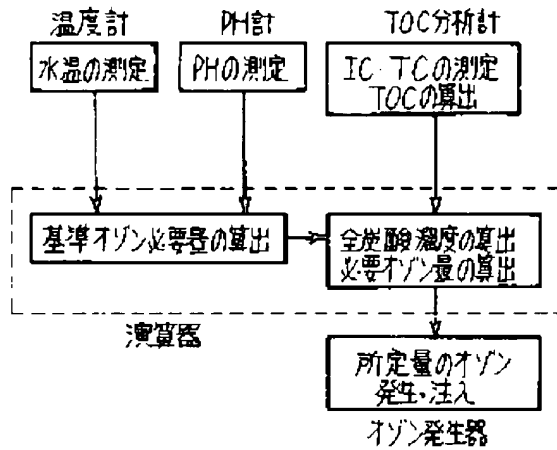 温度計
PH計
TOC分析計
水温の測定
PHの測定
IC・TCの測定
TOCの算出
基準オゾン必要量の算出
全炭酸濃度の算出
必要オゾン量の算出
演算器
所定量のオゾン
発生・注入
オゾン発生器